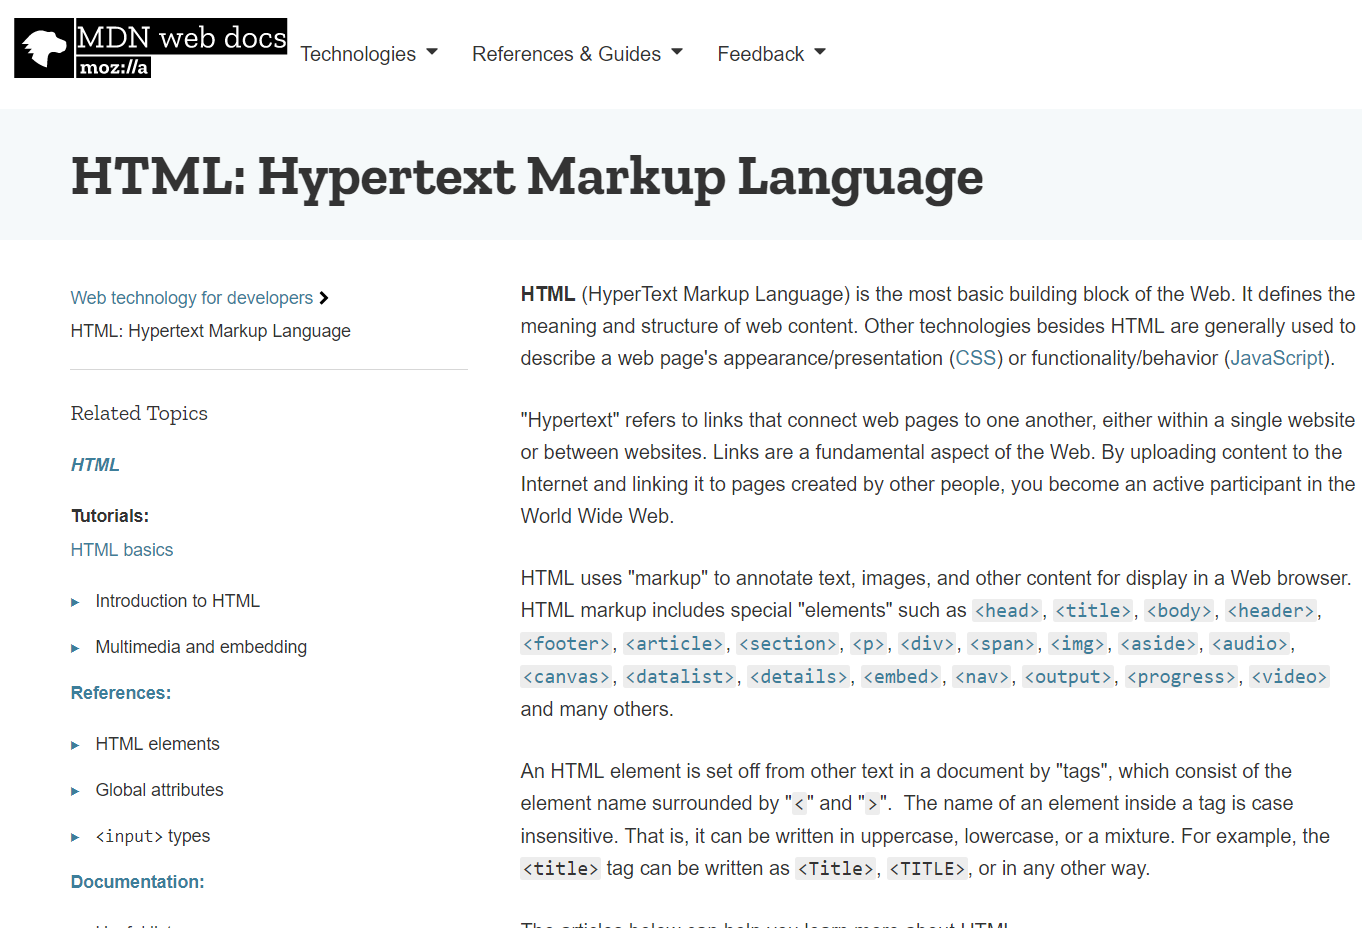 MDN web docs
moz://a
Technologies
References & Guides
Feedback
HTML: Hypertext Markup Language
Web technology for developers
HTML: Hypertext Markup Language
Related Topics
HTML
Tutorials:
HTML basics
Introduction to HTML
Multimedia and embedding
References:
HTML elements
Global attributes
<input> types
Documentation:
HTML (HyperText Markup Language) is the most basic building block of the Web. It defines the
meaning and structure of web content. Other technologies besides HTML are generally used to
describe a web page's appearance/presentation (CSS) or functionality/behavior (JavaScript).
"Hypertext" refers to links that connect web pages to one another, either within a single website
or between websites. Links are a fundamental aspect of the Web. By uploading content to the
Internet and linking it to pages created by other people, you become an active participant in the
World Wide Web.
HTML uses "markup" to annotate text, images, and other content for display in a Web browser.
HTML markup includes special "elements" such as <head>, <title>, <body>, <header>,
<footer>, <article>, <section>, <p>, <div>, <span>, <img>, <aside>, <audio>,
<canvas>, <datalist>, <details>, <embed>, <nav>, <output>, <progress>, <video>
and many others.
An HTML element is set off from other text in a document by "tags", which consist of the
element name surrounded by "<" and ">". The name of an element inside a tag is case
insensitive. That is, it can be written in uppercase, lowercase, or a mixture. For example, the
<title> tag can be written as <Title>, <TITLE>, or in any other way.
The articles below can help you learn more about HTML.